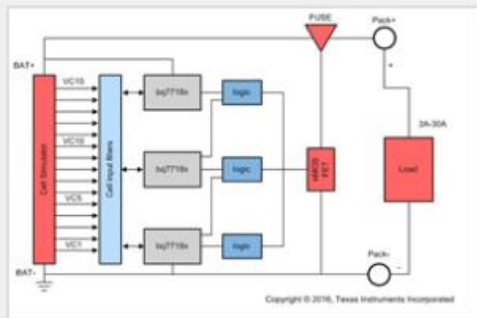 FUSE
Pack+
BAT+
VC15
+
bq7718x
logic
3A-30A
VC10
Cell Simulator
Cell input filters
bq7718x
logic
nMOS
FET
Load
VC5
bq7718x
logic
VC1
BAT-
Pack-
-
Copyright © 2016, Texas Instruments Incorporated